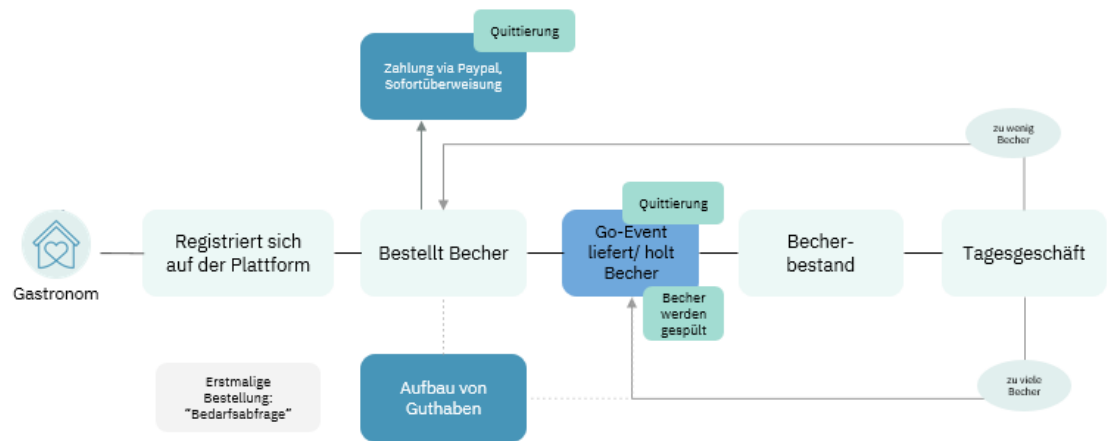 Quittierung
Zahlung via Paypal,
Sofortüberweisung
zu wenig
Becher
Gastronom
Registriert sich
auf der Plattform
Bestellt Becher
Quittierung
Go-Event
liefert/ holt
Becher
Becher
werden
gespült
Becher-
bestand
Tagesgeschäft
Erstmalige
Bestellung:
"Bedarfsabfrage"
Aufbau von
Guthaben
zu viele
Becher